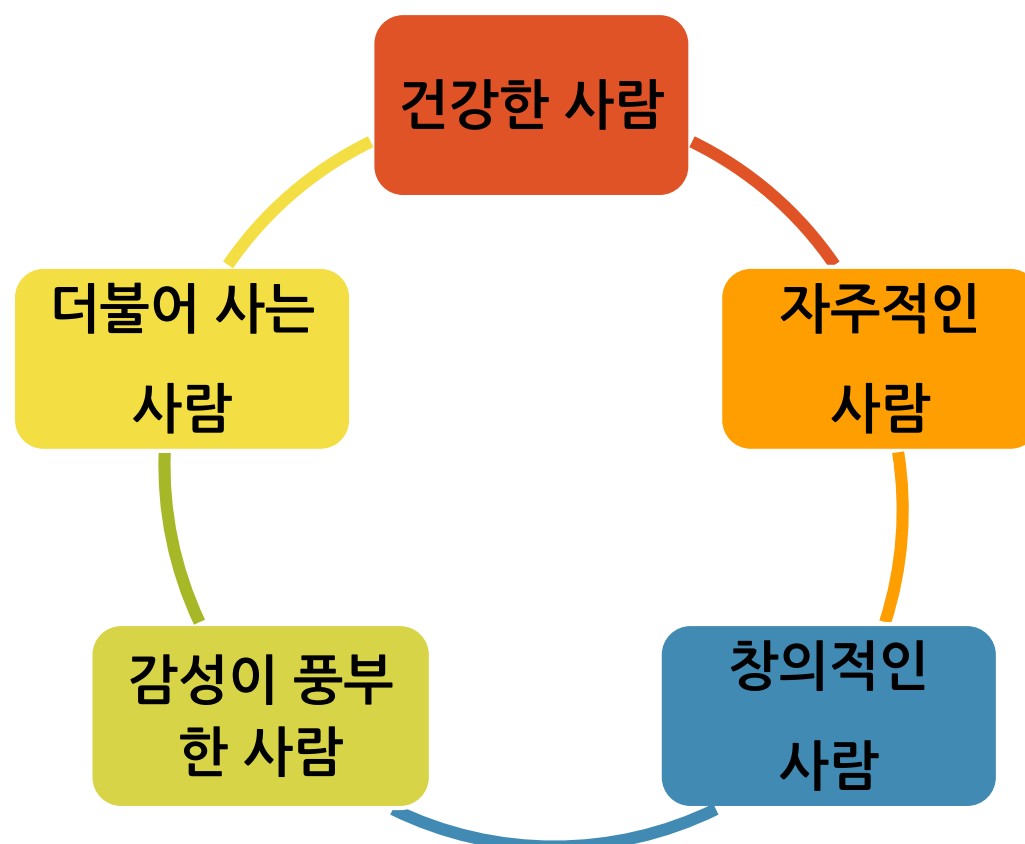 건강한 사람
더불어 사는
사람
자주적인
사람
감성이 풍부
한 사람
창의적인
사람